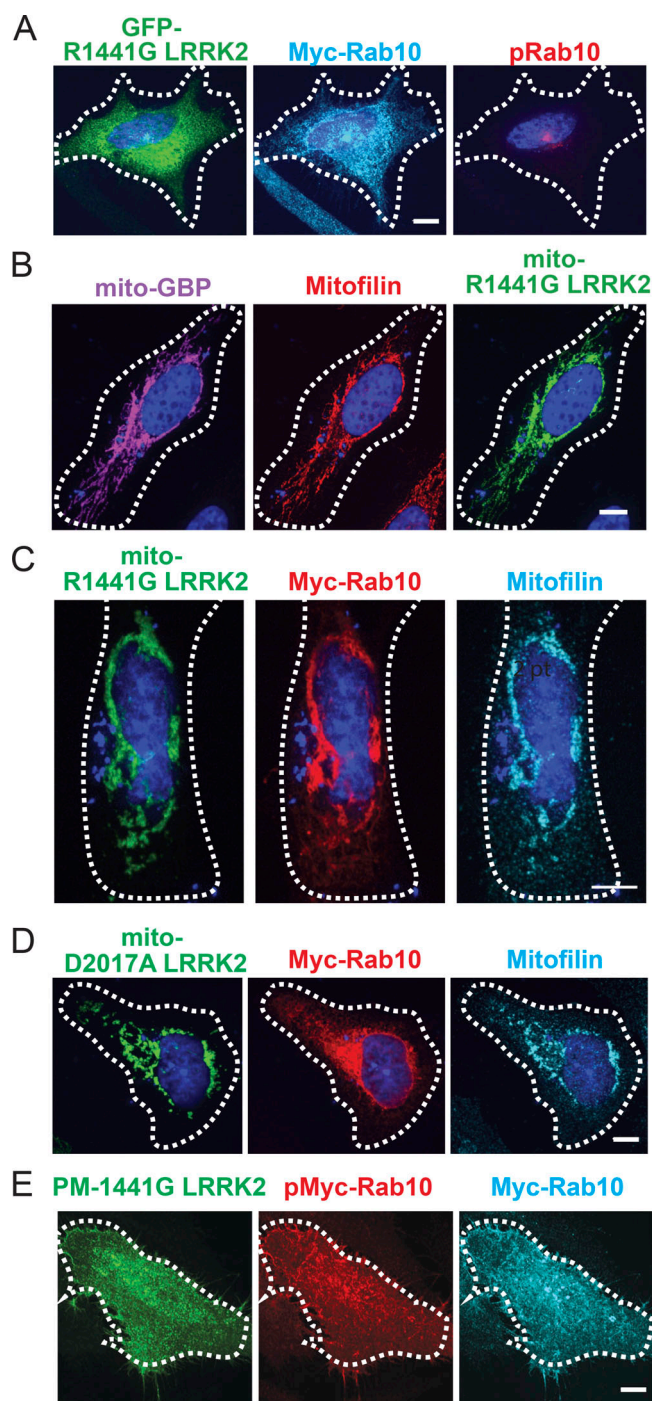 A
GFP-
R1441G LRRK2
Myc-Rab10
pRab10
B
mito-GBP
Mitofilin
mito-
R1441G LRRK2
C
mito-
R1441G LRRK2
Myc-Rab10
Mitofilin
pt
D
mito-
D2017A LRRK2
Myc-Rab10
Mitofilin
E
PM-1441G LRRK2
pMyc-Rab10
Myc-Rab10